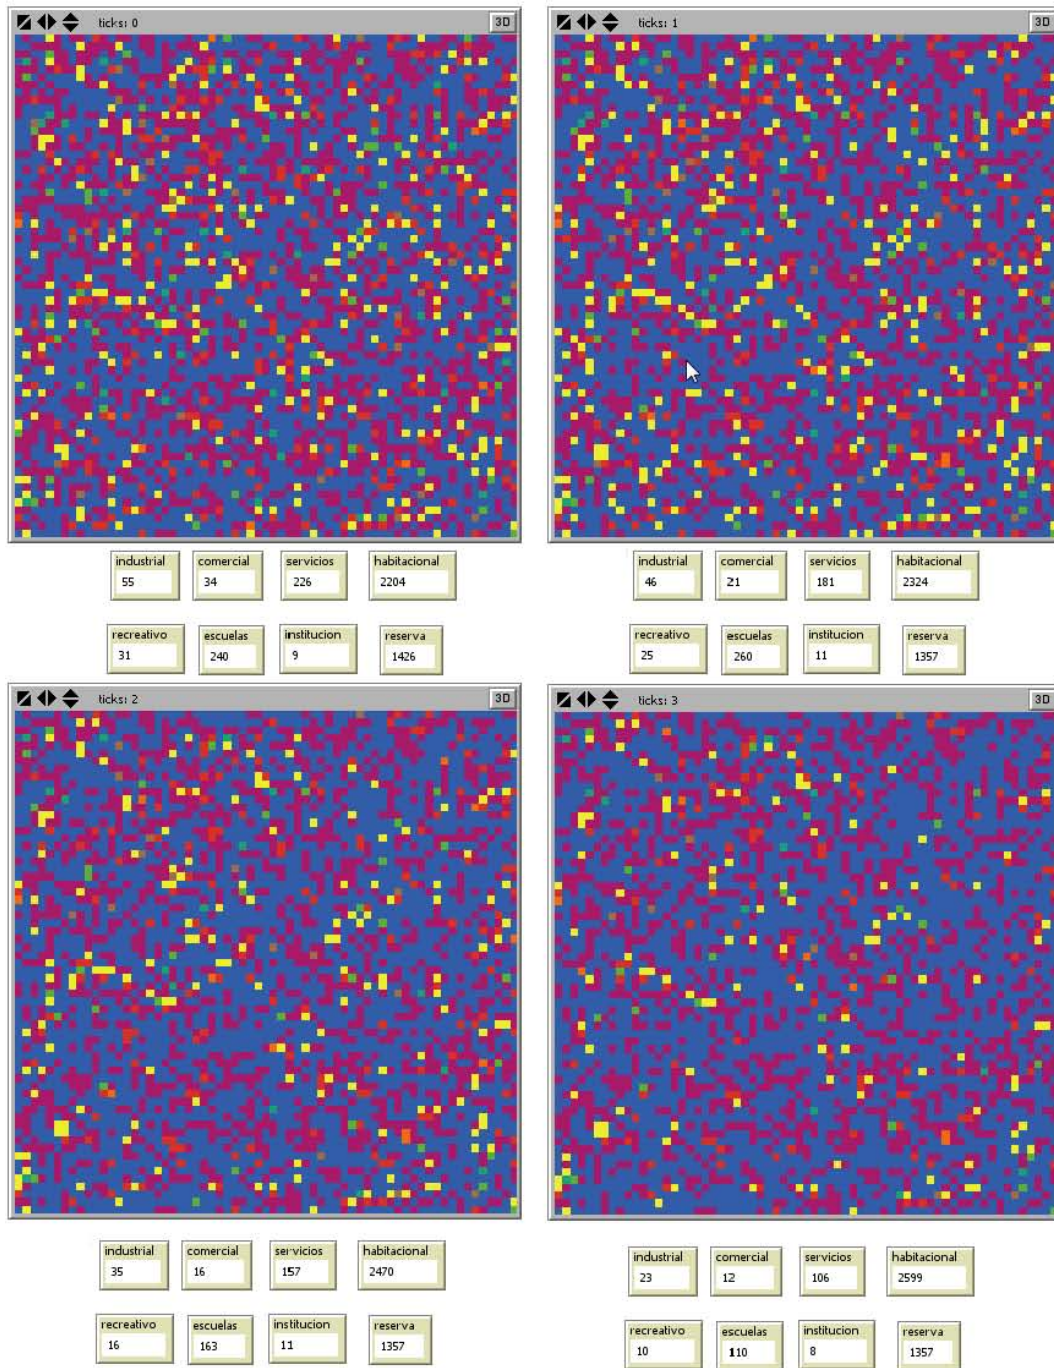 ticks: 0 3D
ticks: 1 3D
industrial comercial servicios habitacional
55 34 226 2204
industrial comercial servicios habitacional
46 21 181 2324
recreativo escuelas institucion reserva
31 240 9 1426
recreativo escuelas institucion reserva
25 260 11 1357
ticks: 2 3D
ticks: 3 3D
industrial comercial servicios habitacional
35 16 157 2470
industrial comercial servicios habitacional
23 12 106 2599
recreativo escuelas institucion reserva
16 163 11 1357
recreativo escuelas institucion reserva
10 110 8 1357